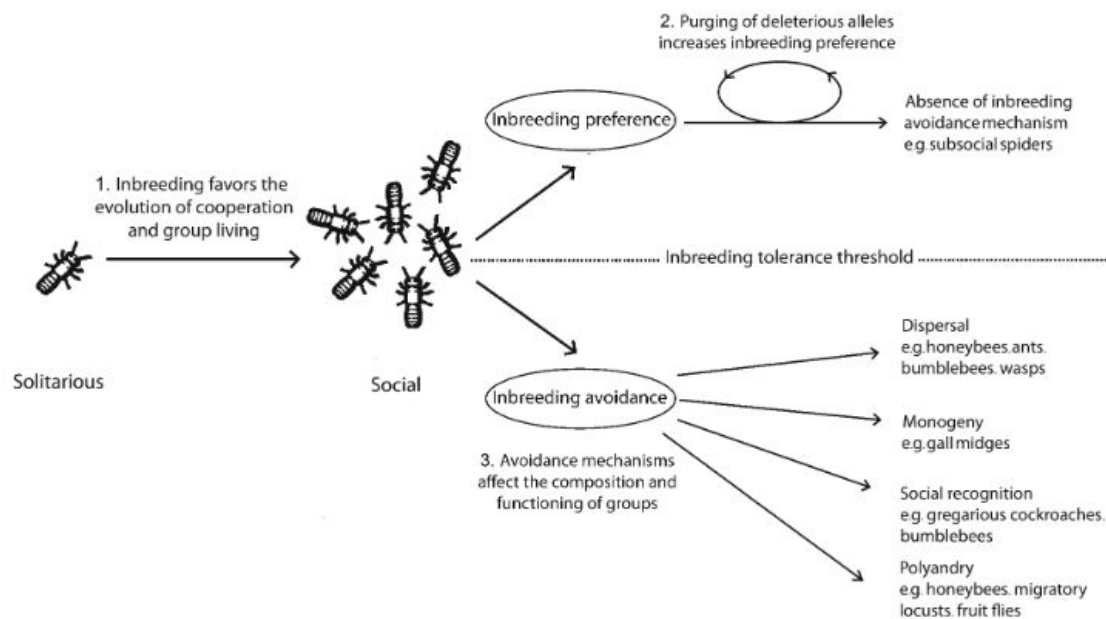 2. Purging of deleterious alleles
increases inbreeding preference
Inbreeding preference
Absence of inbreeding
avoidance mechanism
e.g. subsocial spiders
1. Inbreeding favors the
evolution of cooperation
and group living
Inbreeding tolerance threshold
Solitarious
Social
Dispersal
e.g. honeybees. ants.
bumblebees. wasps
Inbreeding avoidance
Monogeny
e.g. gall midges
3. Avoidance mechanisms
affect the composition and
functioning of groups
Social recognition
e.g. gregarious cockroaches.
bumblebees
Polyandry
e.g. honeybees. migratory
locusts. fruit flies